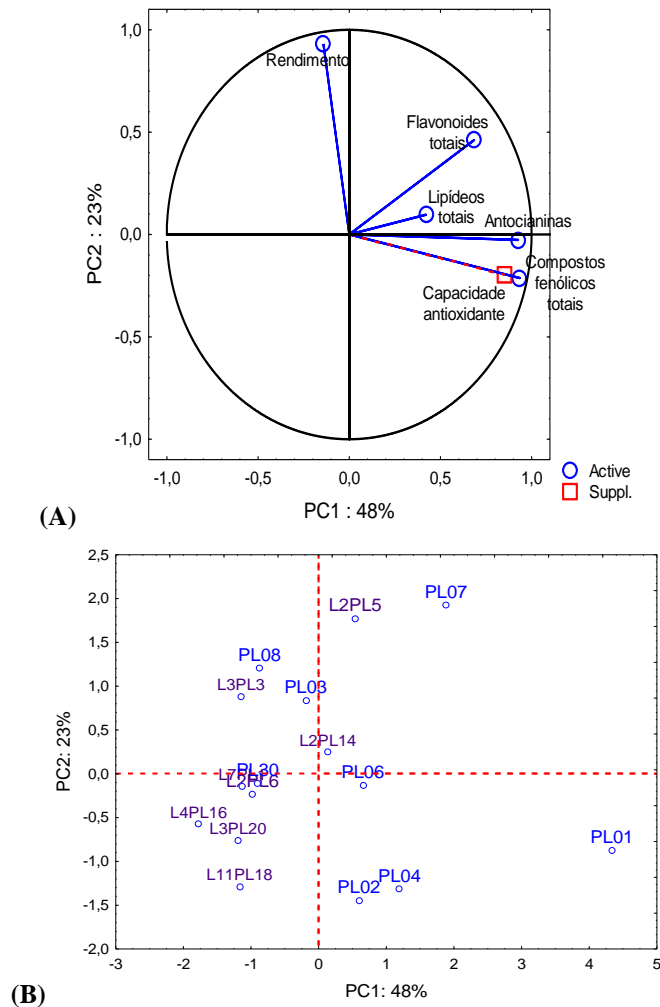 1,0
Rendimento
0,5
Flavonoides
totais
Lipídeos
totais
Antocianinas
0,0
Compostos
fenólicos
totais
Capacidade
antioxidante
-0,5
-1,0
PC2 : 23%
-1,0 -0,5 0,0 0,5 1,0
PC1 : 48%
Active
Suppl.
(A)
2,5
2,0
PL07
L2PL5
1,5
PL08
1,0
L3PL3
PL03
0,5
L2PL14
0,0
PL30
PL06
L2PL6
-0,5
L4PL16
L3PL20
PL01
-1,0
L11PL18
PL02
PL04
-1,5
-2,0
PC2: 23%
-3 -2 -1 0 1 2 3 4 5
PC1: 48%
(B)